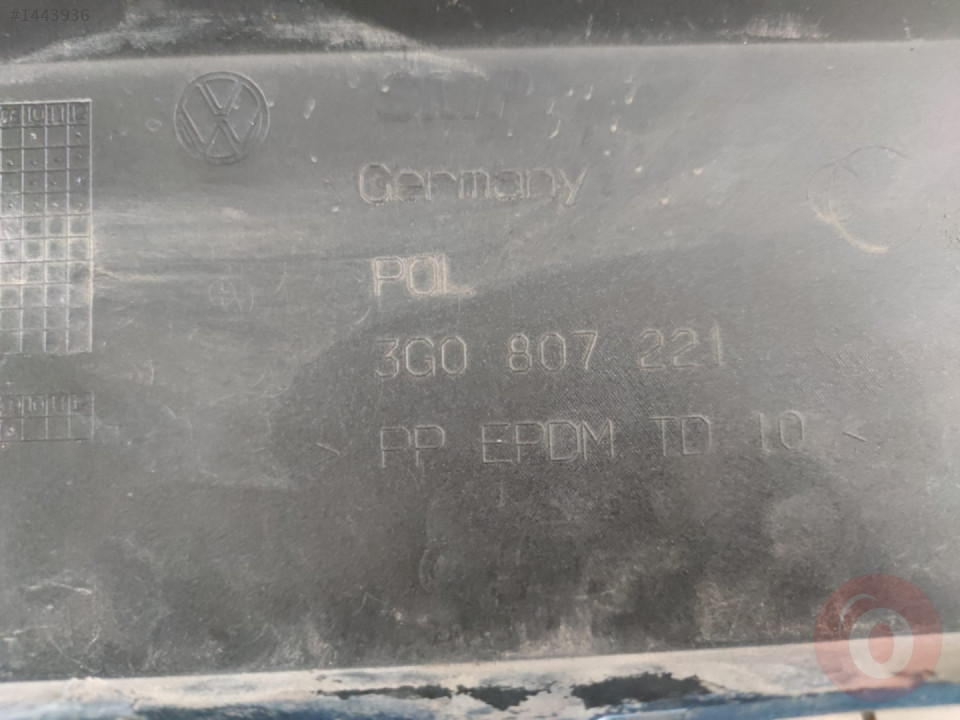 #1443936
Germany
POL
3G0 807 221
> PP EPDM TD 10 <